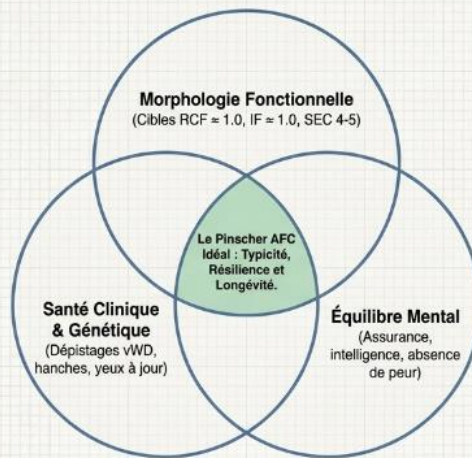 Morphologie Fonctionnelle
(Cibles RCF ≈ 1.0, IF ≈ 1.0, SEC 4-5)
Le Pinscher AFC
Idéal : Typicité,
Résilience et
Longévité.
Santé Clinique
& Génétique
(Dépistages vWD,
hanches, yeux à jour)
Équilibre Mental
(Assurance,
intelligence, absence
de peur)